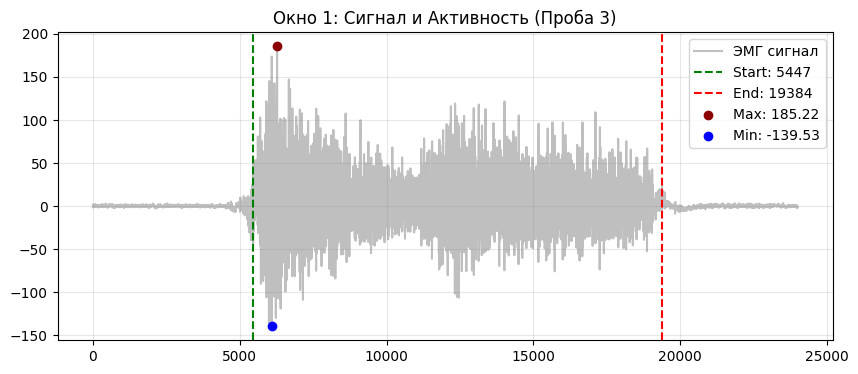 Окно 1: Сигнал и Активность (Проба 3)
200
150
100
50
0
−50
−100
−150
0
5000
10000
15000
20000
25000
ЭМГ сигнал
Start: 5447
End: 19384
Max: 185.22
Min: -139.53